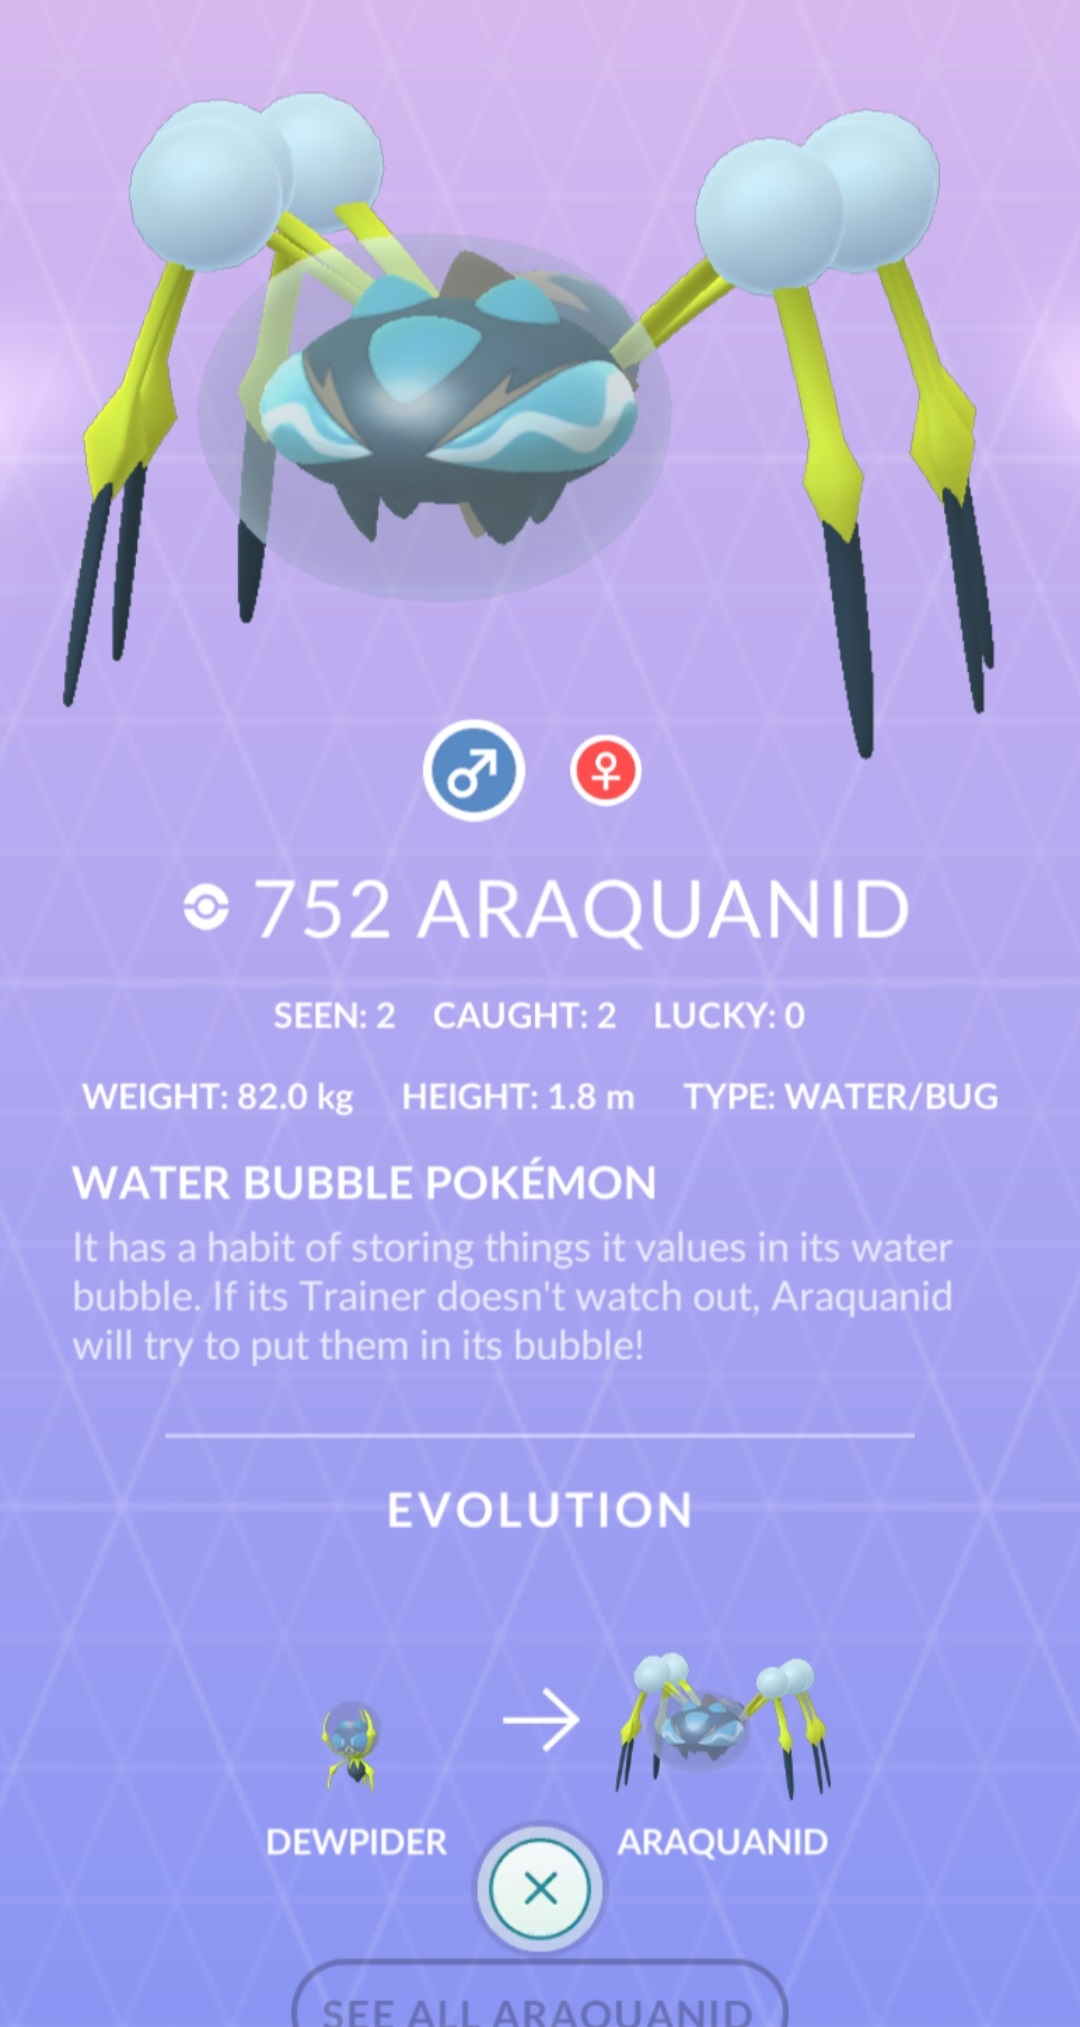 752 ARAQUANID
SEEN: 2 CAUGHT: 2 LUCKY: 0
WEIGHT: 82.0 kg HEIGHT: 1.8 m TYPE: WATER/BUG
WATER BUBBLE POKÉMON
It has a habit of storing things it values in its water
bubble. If its Trainer doesn't watch out, Araquanid
will try to put them in its bubble!
EVOLUTION
DEWPIDER ARAQUANID
SEE ALL ARAQUANID